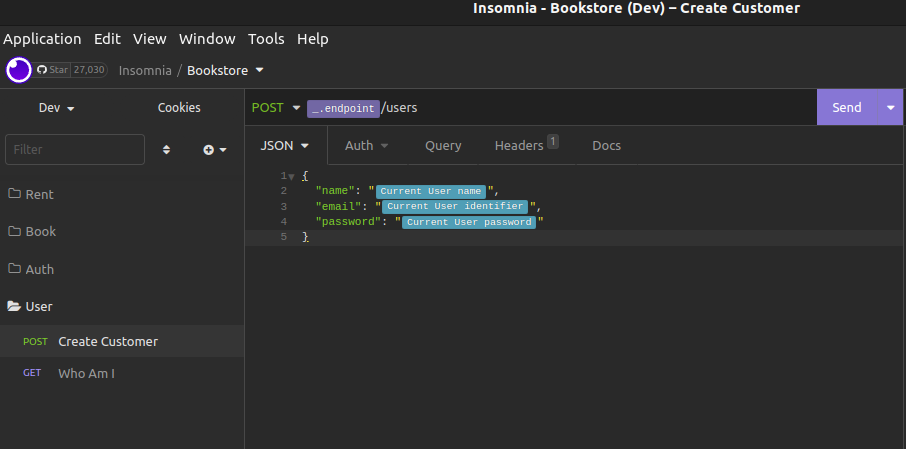 Insomnia - Bookstore (Dev) – Create Customer
Application Edit View Window Tools Help
Star 27,030 Insomnia / Bookstore
Dev Cookies
POST _.endpoint /users Send
Filter
JSON Auth Query Headers 1 Docs
Rent
Book
Auth
User
POST Create Customer
GET Who Am I
1 {
2 "name": "Current User name",
3 "email": "Current User identifier",
4 "password": "Current User password"
5 }